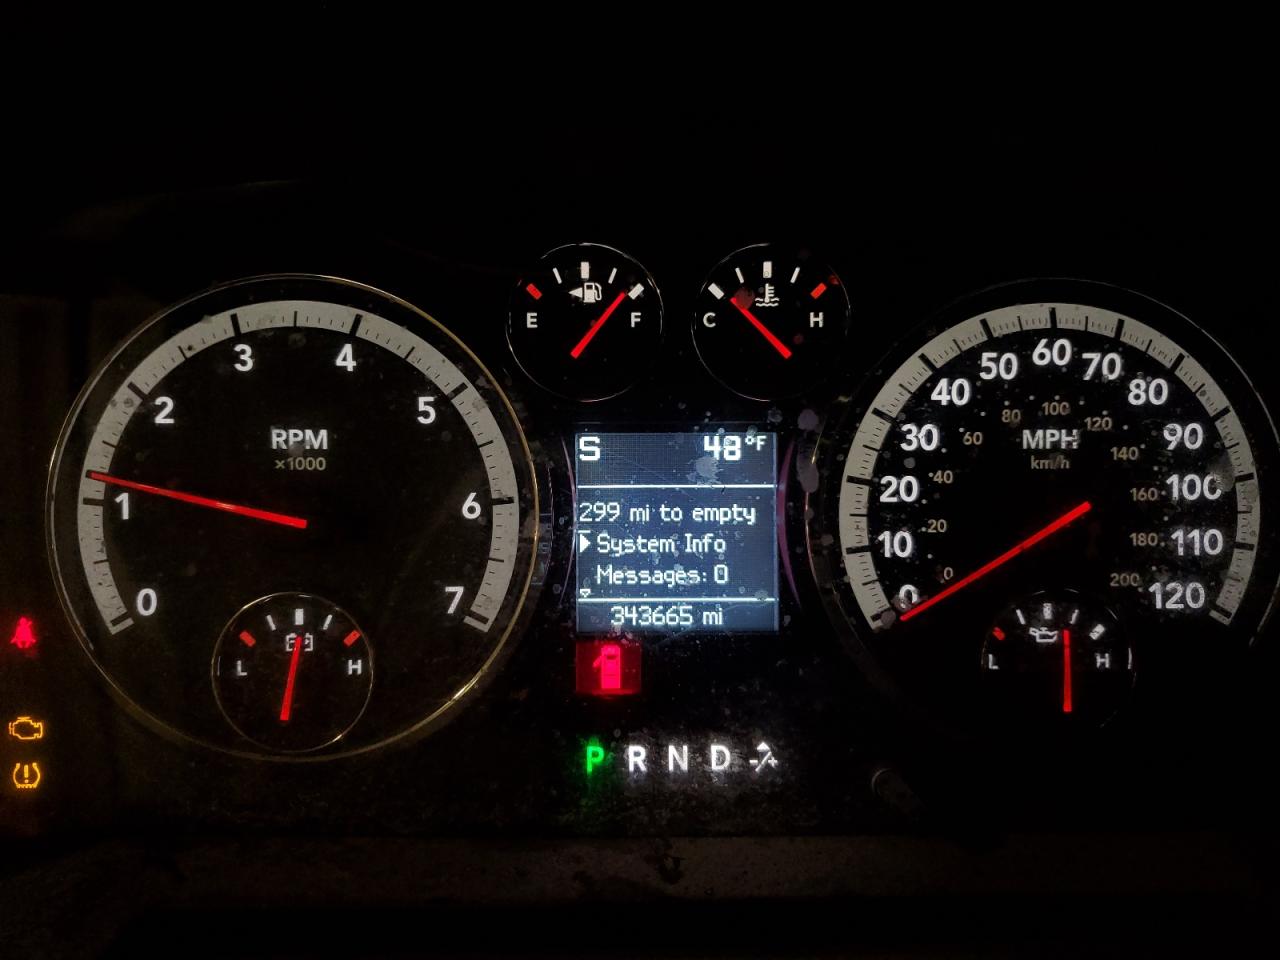 E F
C H
0 1 2 3 4 5 6 7
RPM
x1000
L H
S 48°F
299 mi to empty
System Info
Messages: 0
343665 mi
P R N D
0 10 20 30 40 50 60 70 80 90 100 110 120
MPH
km/h
0 20 40 60 80 100 120 140 160 180 200
L H